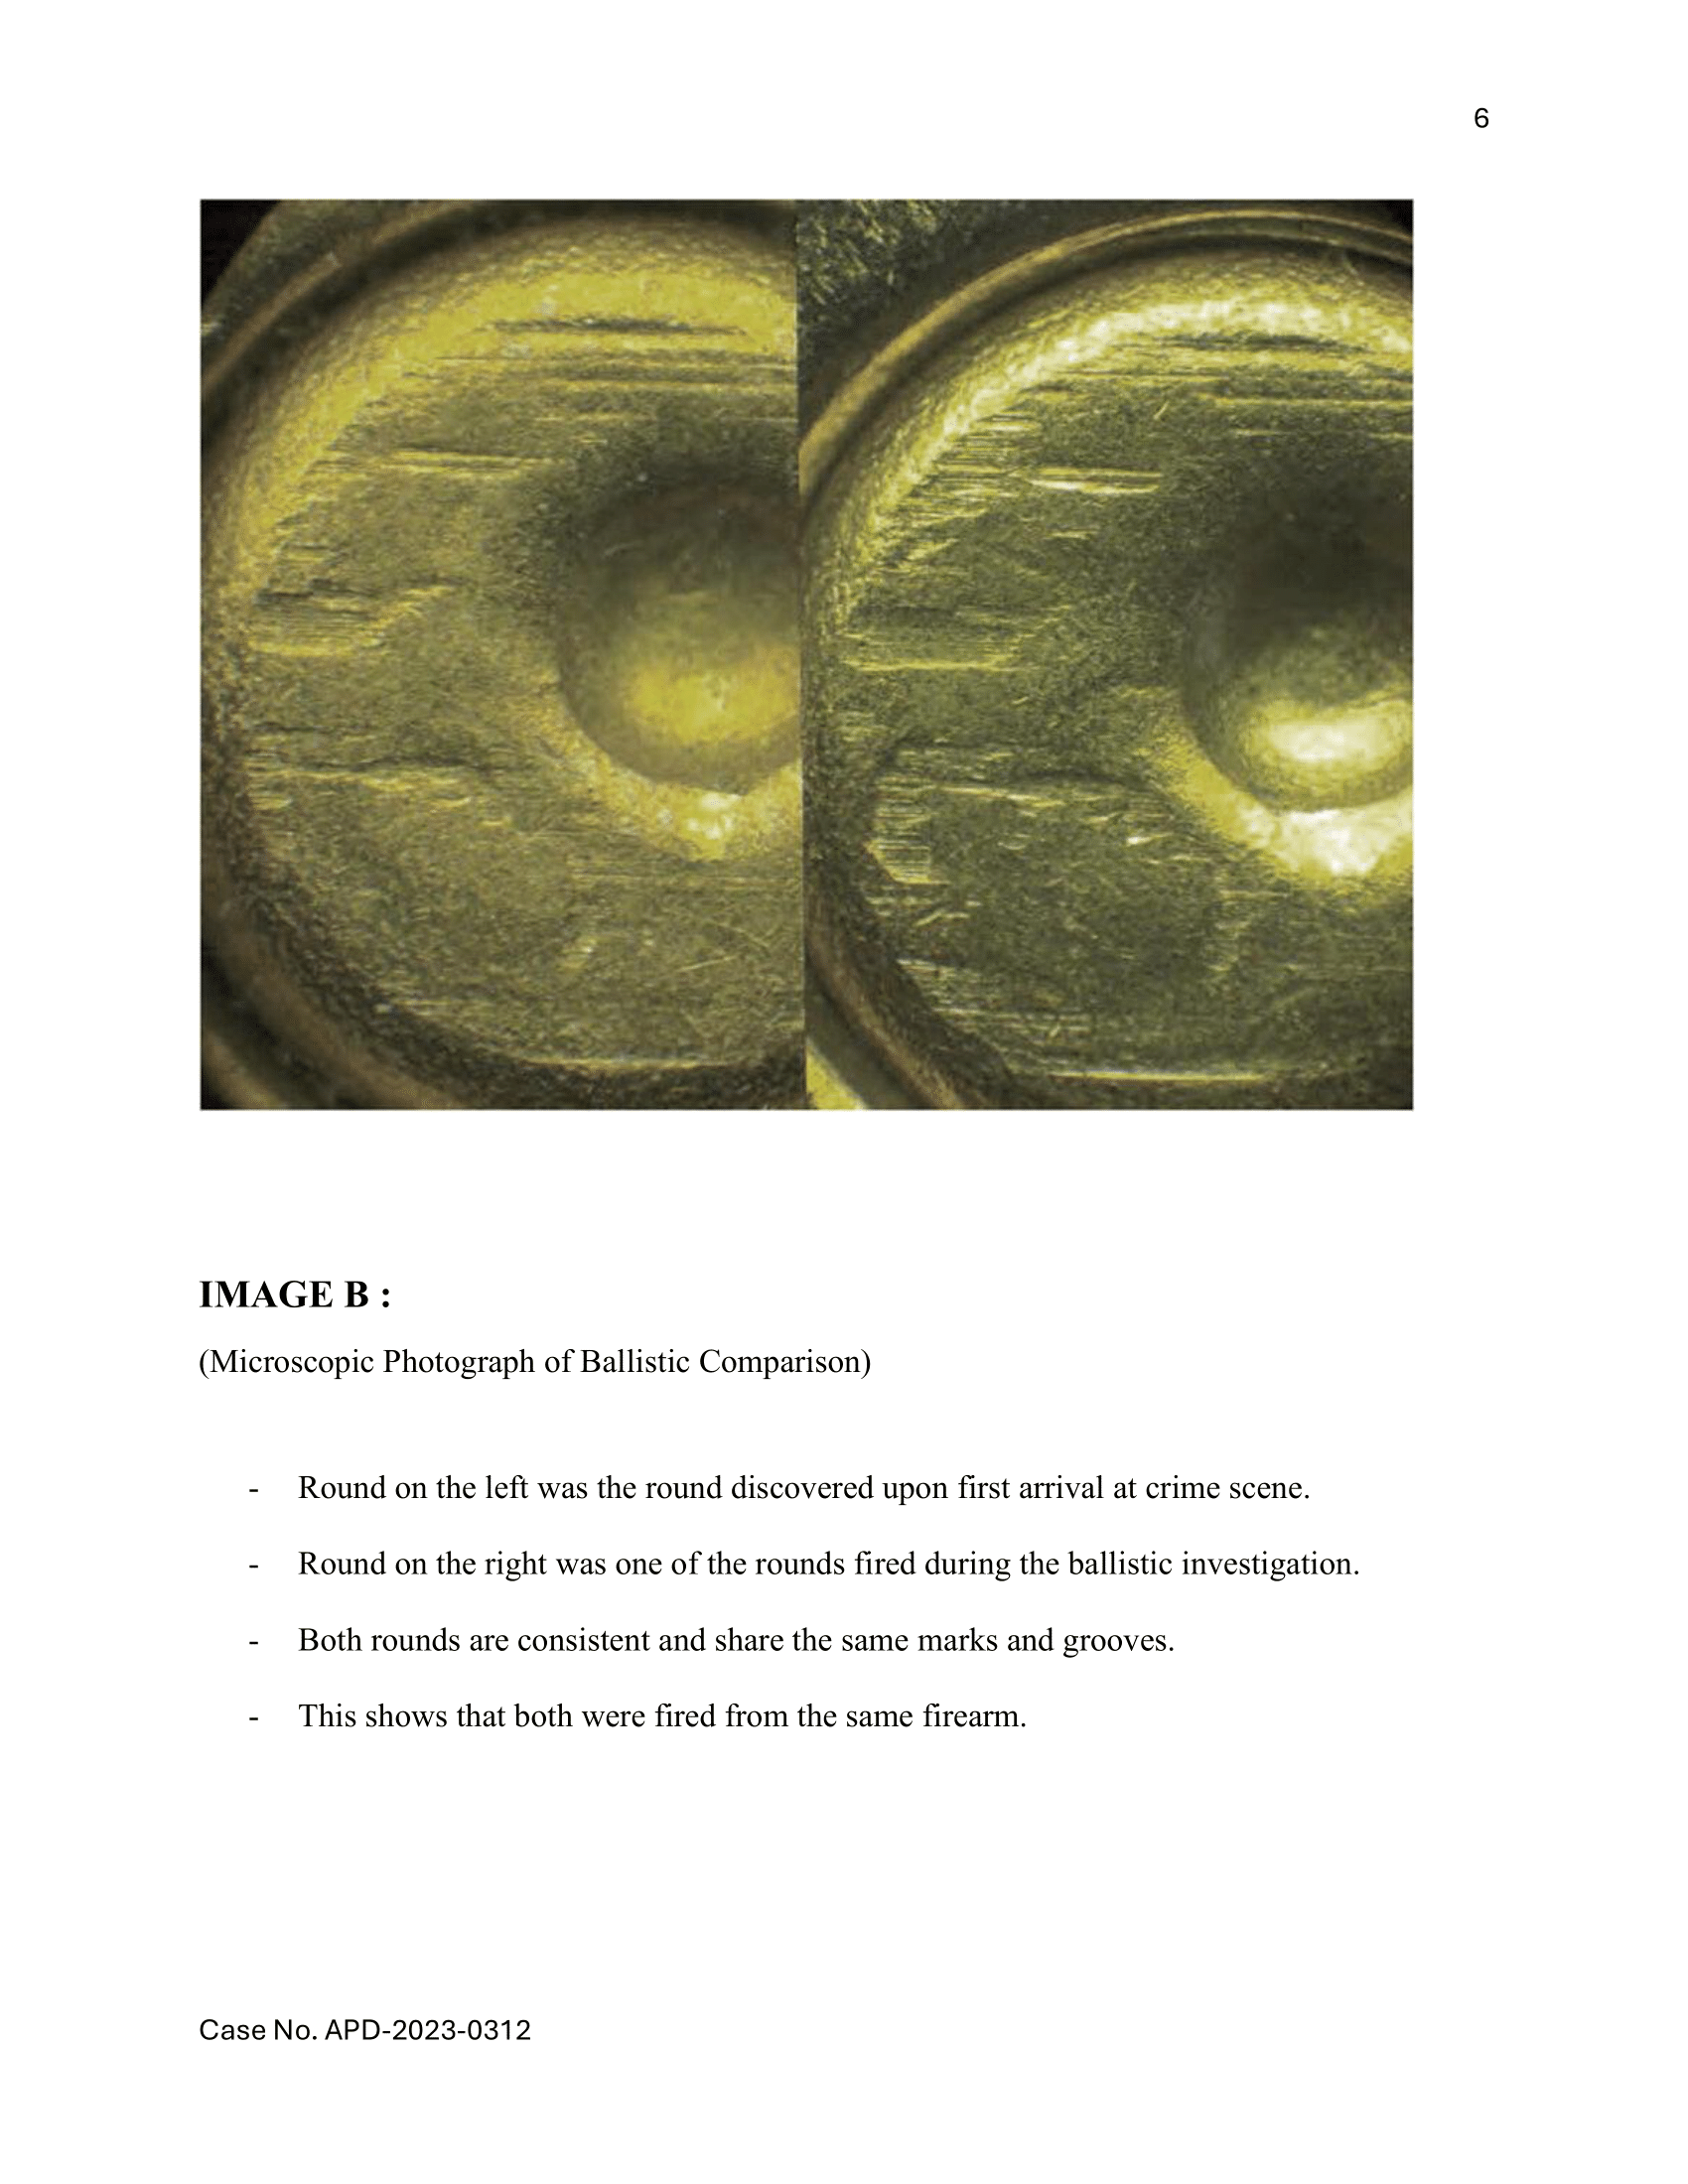 6
IMAGE B :
(Microscopic Photograph of Ballistic Comparison)
- Round on the left was the round discovered upon first arrival at crime scene.
- Round on the right was one of the rounds fired during the ballistic investigation.
- Both rounds are consistent and share the same marks and grooves.
- This shows that both were fired from the same firearm.
Case No. APD-2023-0312